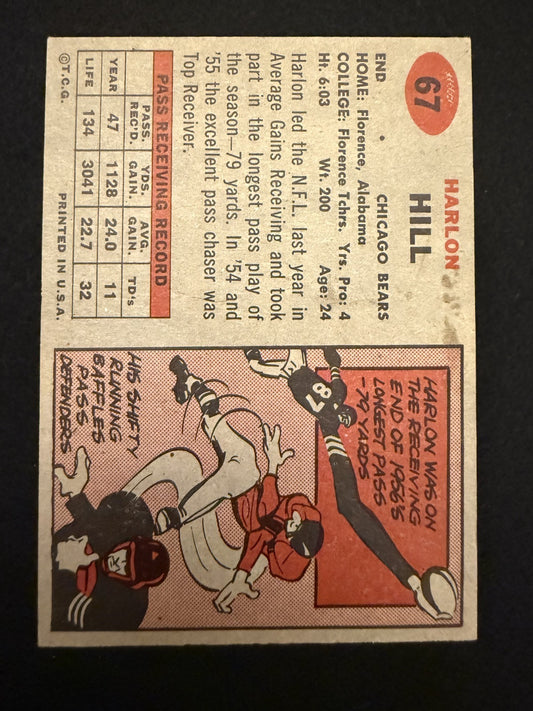 67
HARLON
HILL
END • CHICAGO BEARS
HOME: Florence, Alabama
COLLEGE: Florence Tchrs. Yrs. Pro: 4
Ht: 6:03 Wt. 200 Age: 24
Harlon led the N.F.L. last year in
Average Gains Receiving and took
part in the longest pass play of
the season—79 yards. In '54 and
'55 the excellent pass chaser was
Top Receiver.
PASS RECEIVING RECORD
PASS. YDS. AVG.
REC'D. GAIN. GAIN. TD's
YEAR 47 1128 24.0 11
LIFE 134 3041 22.7 32
©T.C.G. PRINTED IN U.S.A.
HARLON WAS ON
THE RECEIVING
END OF 1956'S
LONGEST PASS
-79 YARDS
87
HIS SHIFTY
RUNNING
BAFFLES
PASS
DEFENDERS